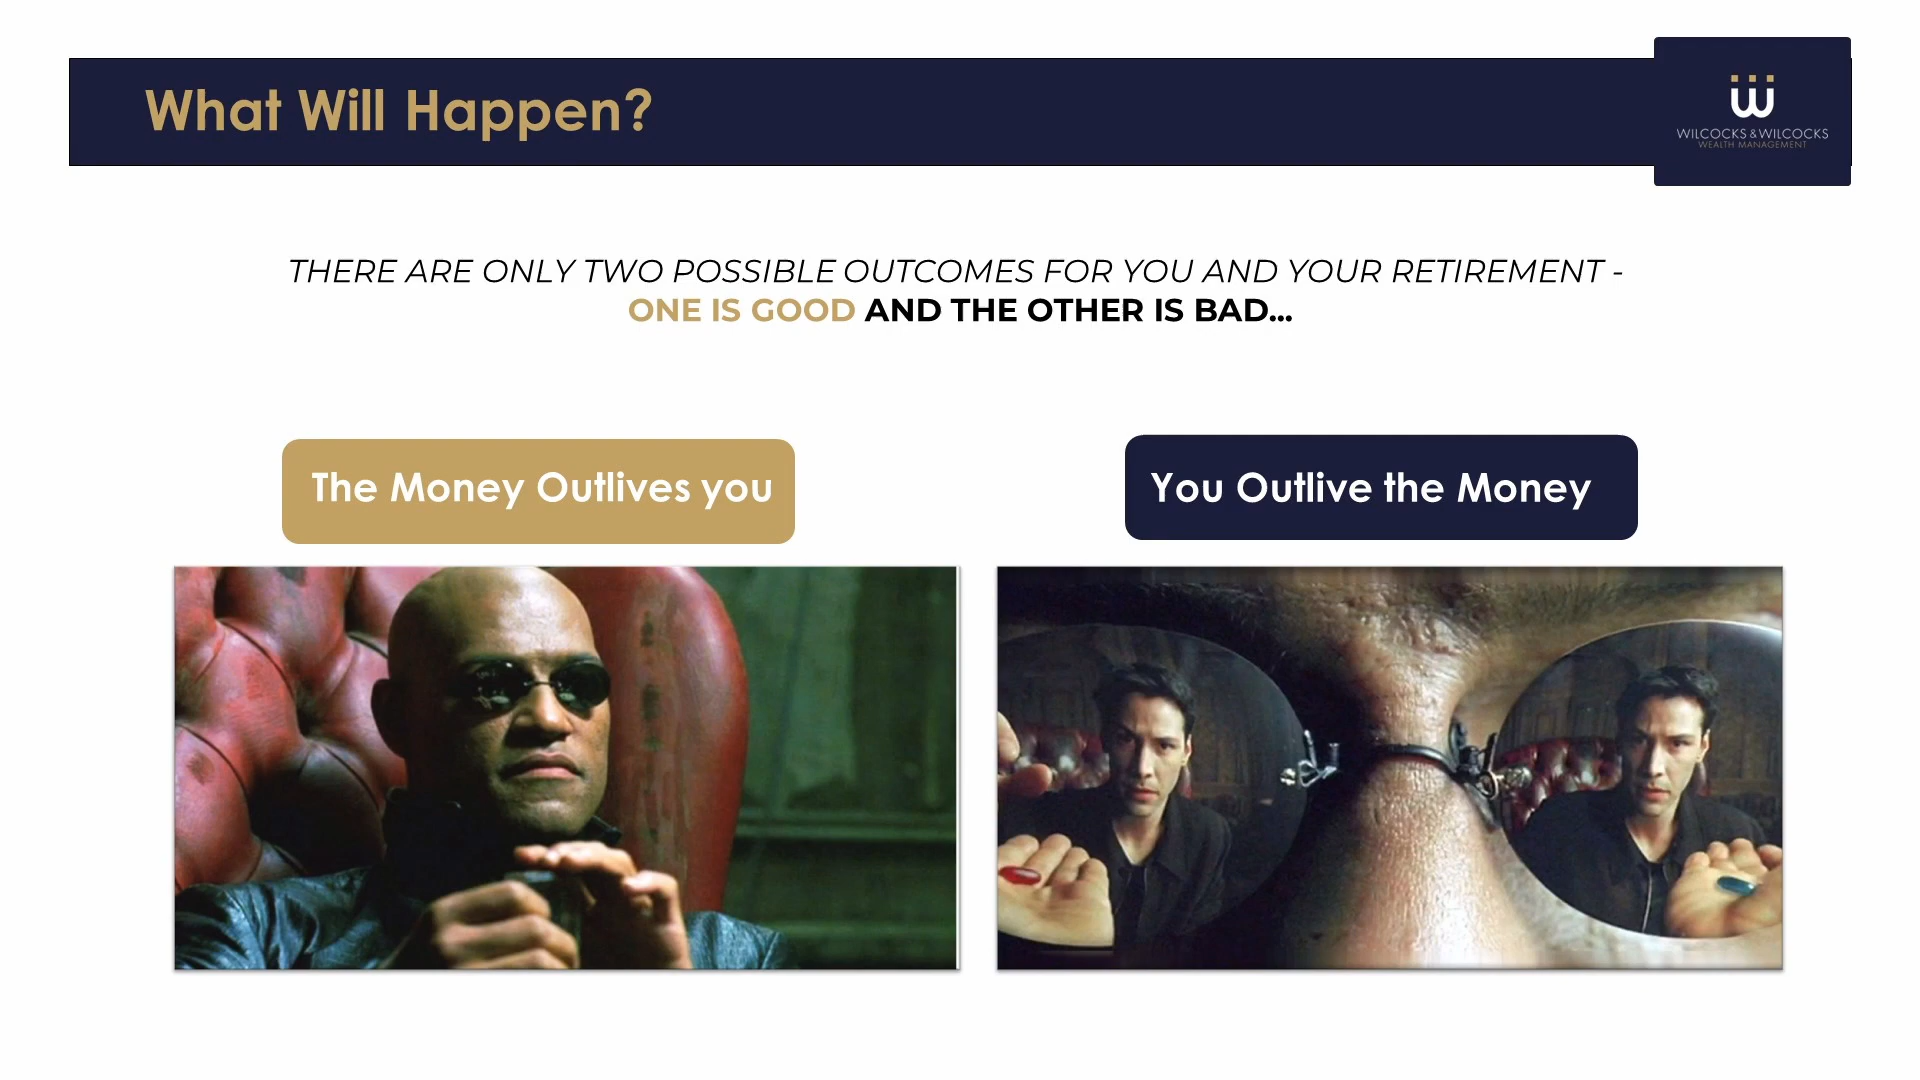 What Will Happen?
WILCOCKS & WILCOCKS
WEALTH MANAGEMENT
THERE ARE ONLY TWO POSSIBLE OUTCOMES FOR YOU AND YOUR RETIREMENT -
ONE IS GOOD AND THE OTHER IS BAD...
The Money Outlives you
You Outlive the Money